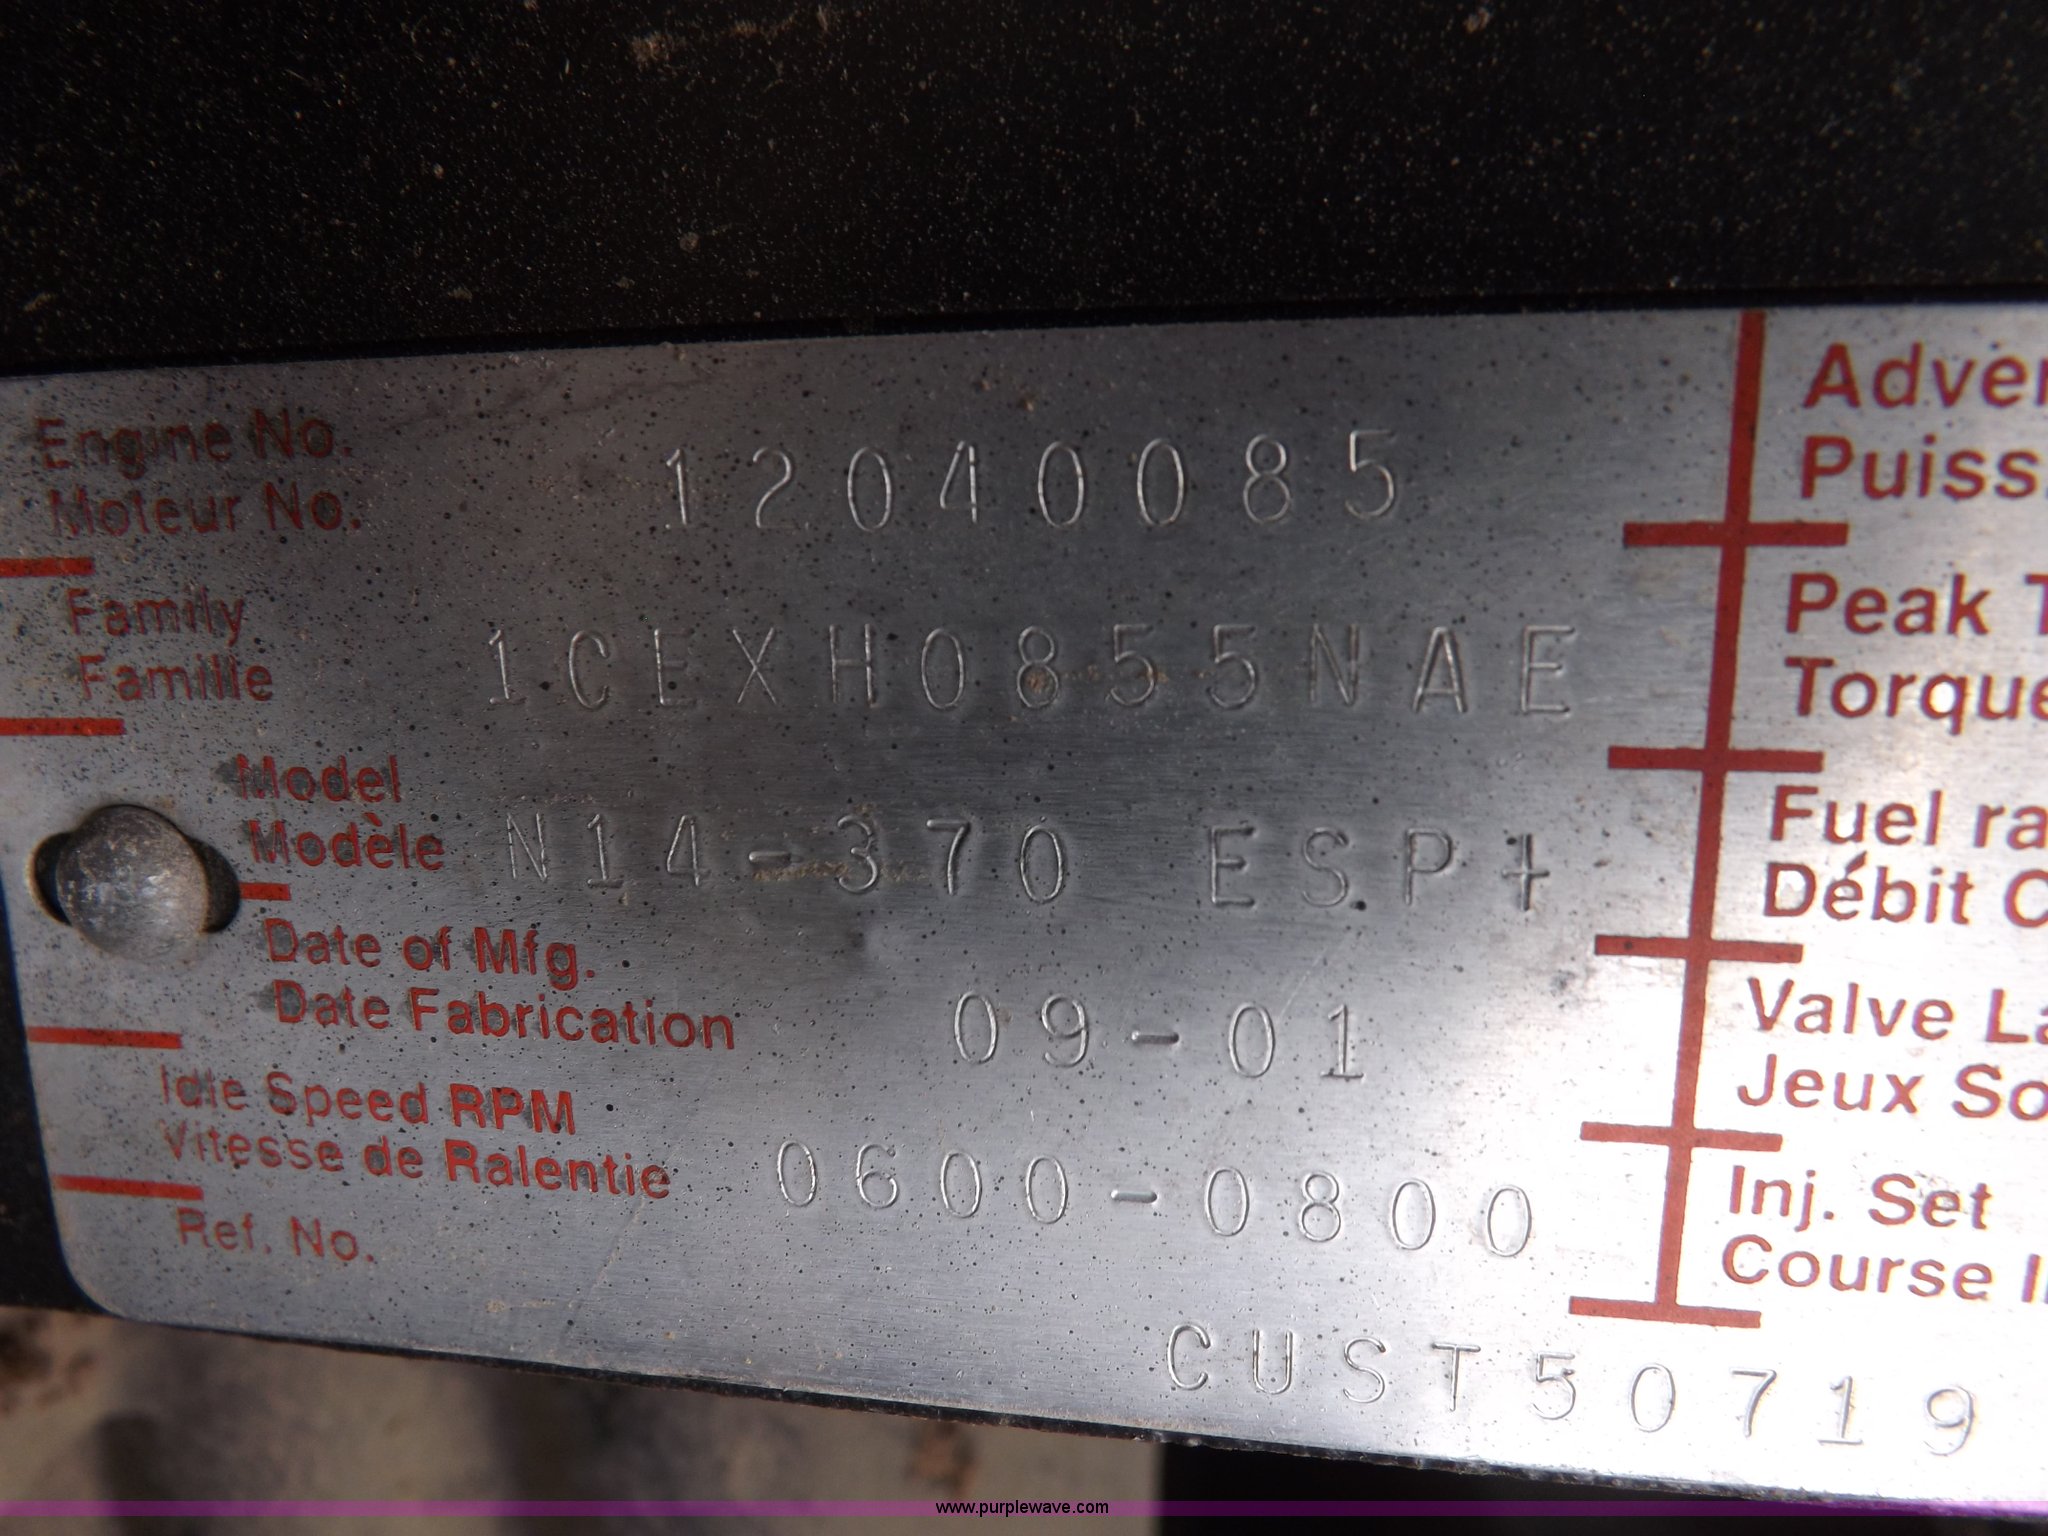 Engine No.
Moteur No.
12040085
Family
Famille
1CEXH0855NAE
Model
Modèle
N14-370 ESP+
Date of Mfg.
Date Fabrication
09-01
Idle Speed RPM
Vitesse de Ralentie
0600-0800
Ref. No.
CUST50719
Adver
Puiss
Peak T
Torque
Fuel ra
Débit C
Valve La
Jeux So
Inj. Set
Course I
www.purplewave.com